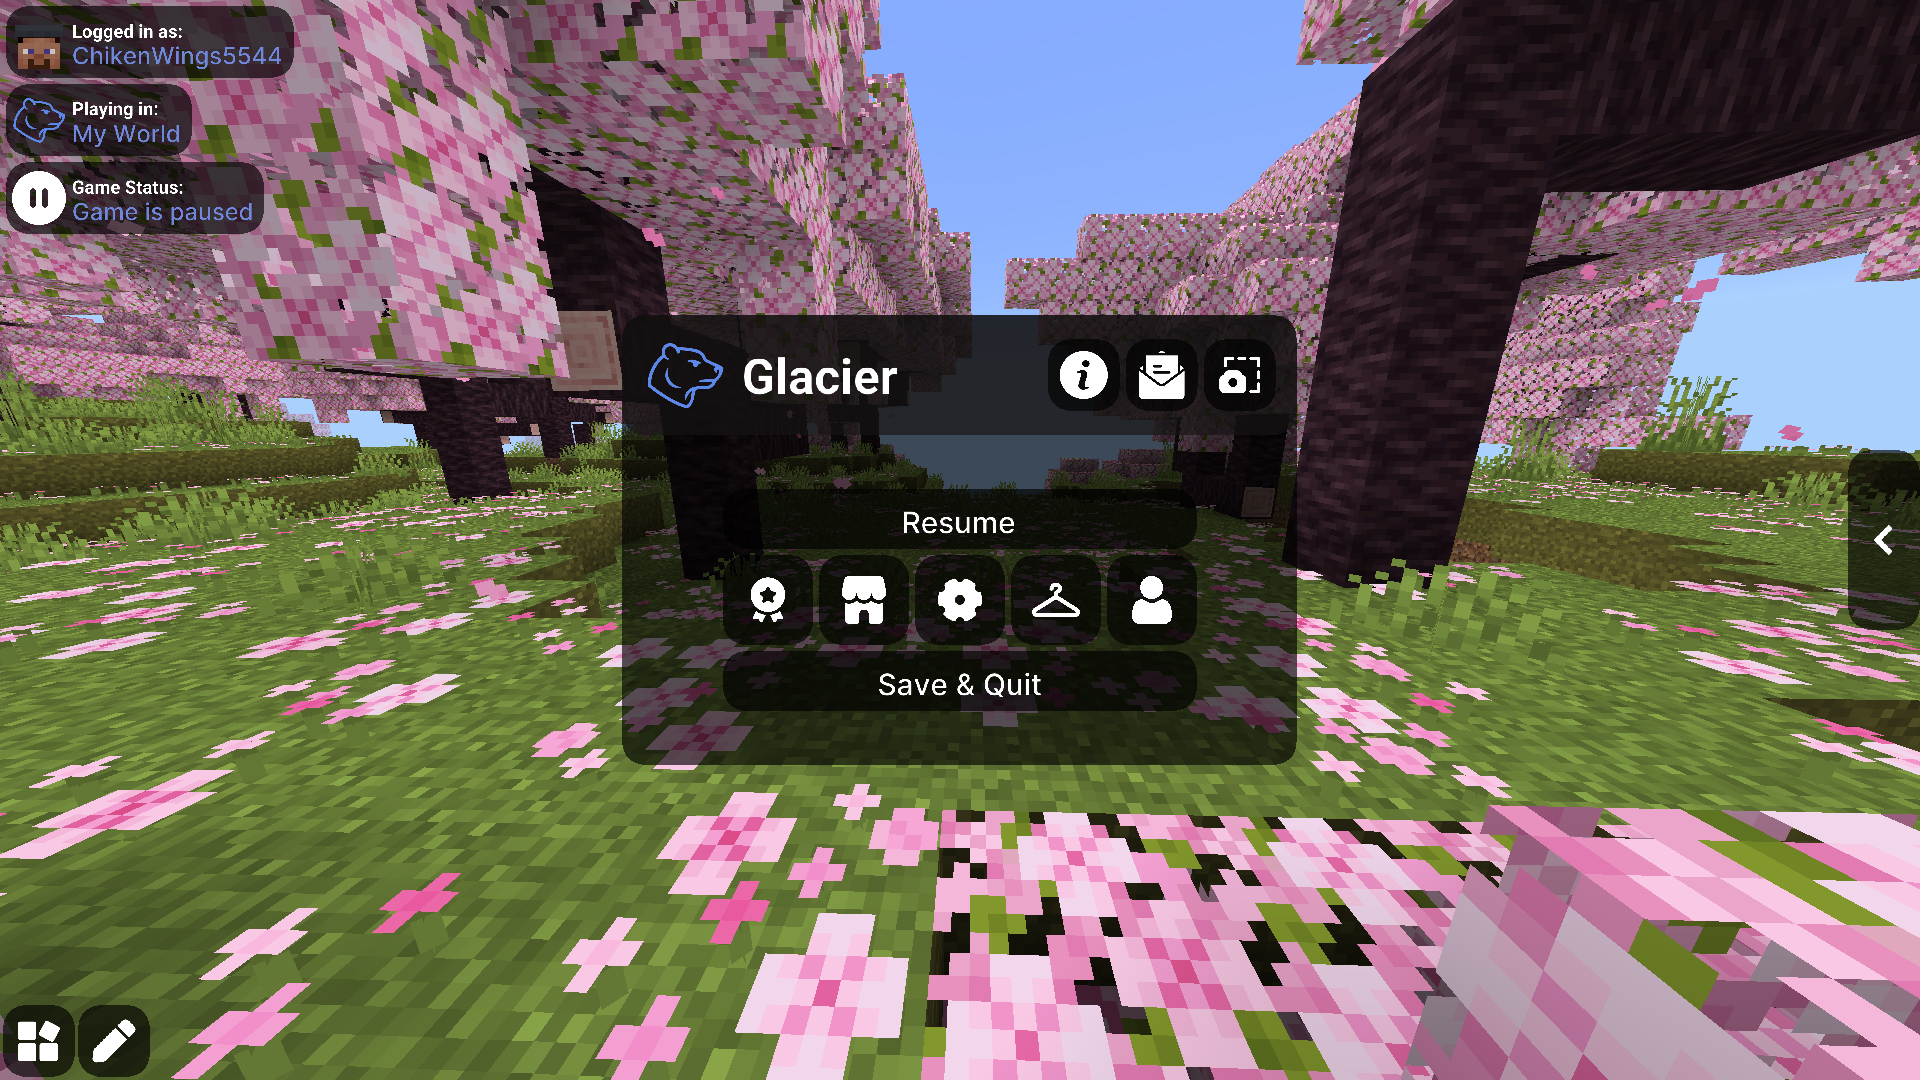 Logged in as:
ChikenWings5544
Playing in:
My World
Game Status:
Game is paused
Glacier
Resume
Save & Quit